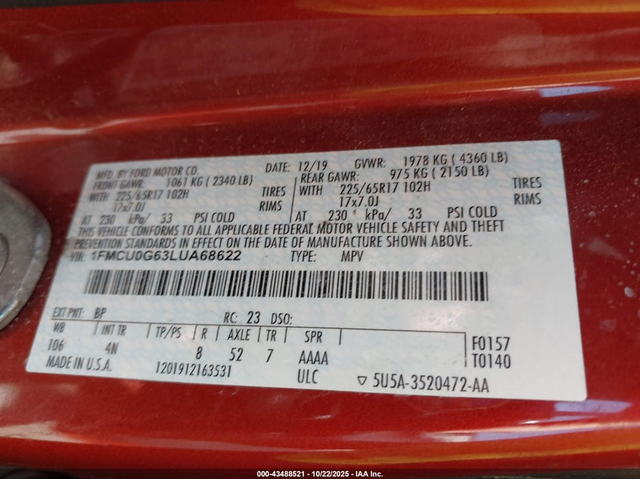 MFD. BY FORD MOTOR CO. DATE: 12/19 GVWR: 1978 KG ( 4360 LB)
FRONT GAWR: 1061 KG ( 2340 LB) REAR GAWR: 975 KG ( 2150 LB)
WITH 225/65R17 102H TIRES WITH 225/65R17 102H TIRES
17x7.0J RIMS 17x7.0J RIMS
AT 230 kPa/ 33 PSI COLD AT 230 kPa/ 33 PSI COLD
THIS VEHICLE CONFORMS TO ALL APPLICABLE FEDERAL MOTOR VEHICLE SAFETY AND THEFT
PREVENTION STANDARDS IN EFFECT ON THE DATE OF MANUFACTURE SHOWN ABOVE.
VIN: 1FMCU0G63LUA68622 TYPE: MPV
EXT PNT: BP RC: 23 DSO:
WB INT TR TP/PS R AXLE TR SPR F0157
106 4N 8 52 7 AAAA T0140
MADE IN U.S.A. 1201912163531 ULC ▽ 5U5A-3520472-AA
000-43488521 - 10/22/2025 - IAA Inc.